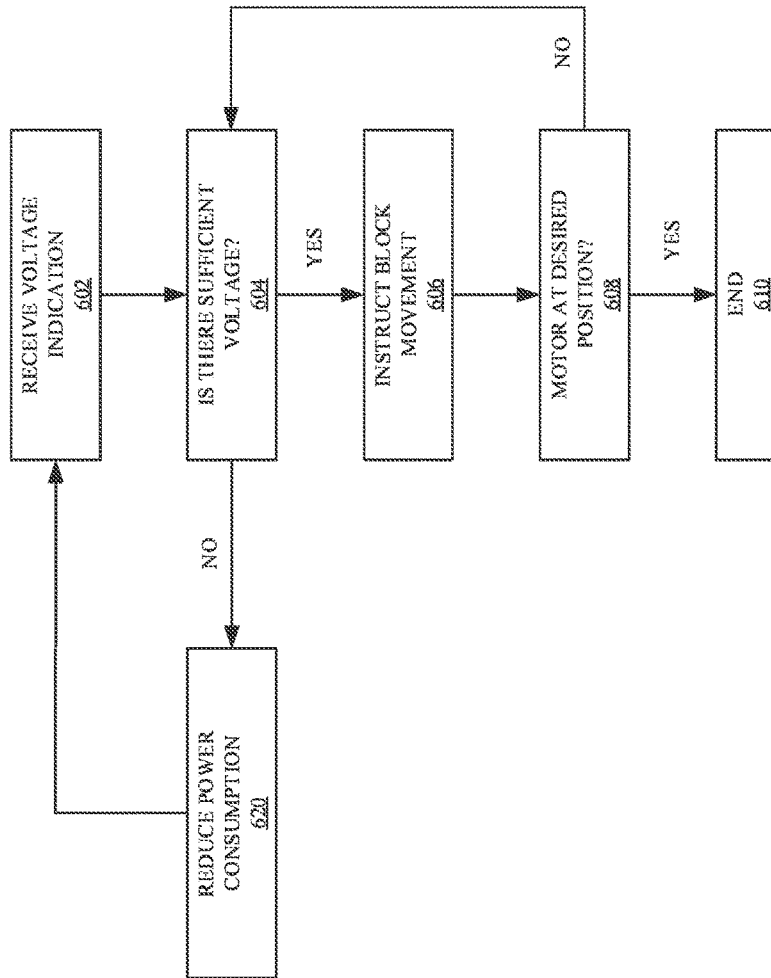 RECEIVE VOLTAGE
INDICATION
602
IS THERE SUFFICIENT
VOLTAGE?
604
YES
NO
REDUCE POWER
CONSUMPTION
620
INSTRUCT BLOCK
MOVEMENT
606
MOTOR AT DESIRED
POSITION?
608
NO
YES
END
610